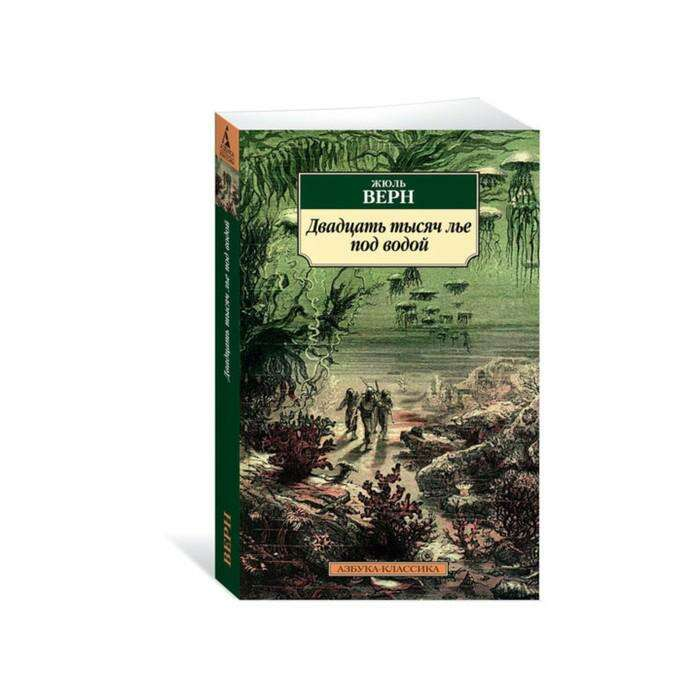 ЖЮЛЬ
ВЕРН
Двадцать тысяч лье
под водой
АЗБУКА-КЛАССИКА
Двадцать тысяч лье под водой
ВЕРН